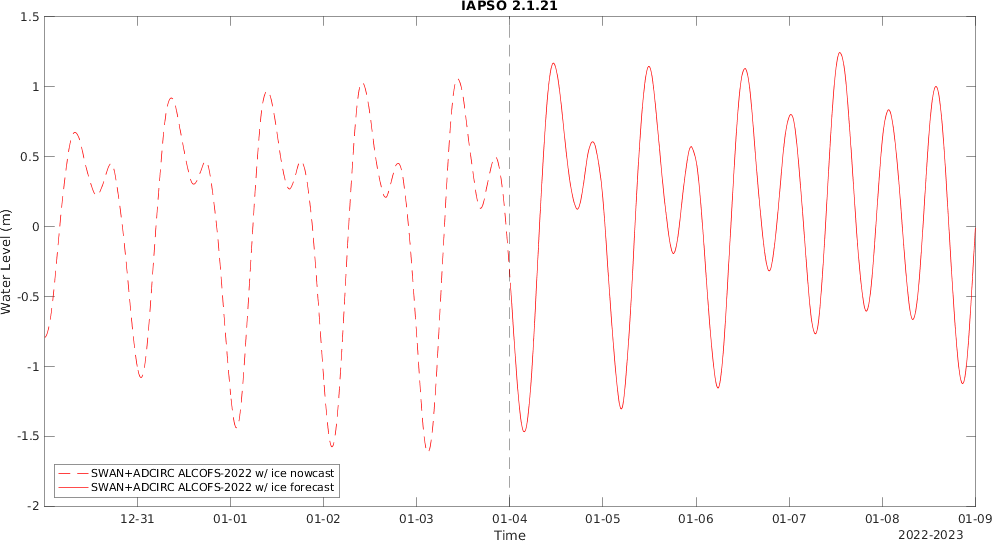 IAPSO 2.1.21
1.5
1
0.5
0
-0.5
-1
-1.5
-2
Water Level (m)
SWAN+ADCIRC ALCOFS-2022 w/ ice nowcast
SWAN+ADCIRC ALCOFS-2022 w/ ice forecast
12-31 01-01 01-02 01-03 01-04 01-05 01-06 01-07 01-08 01-09
Time
2022-2023